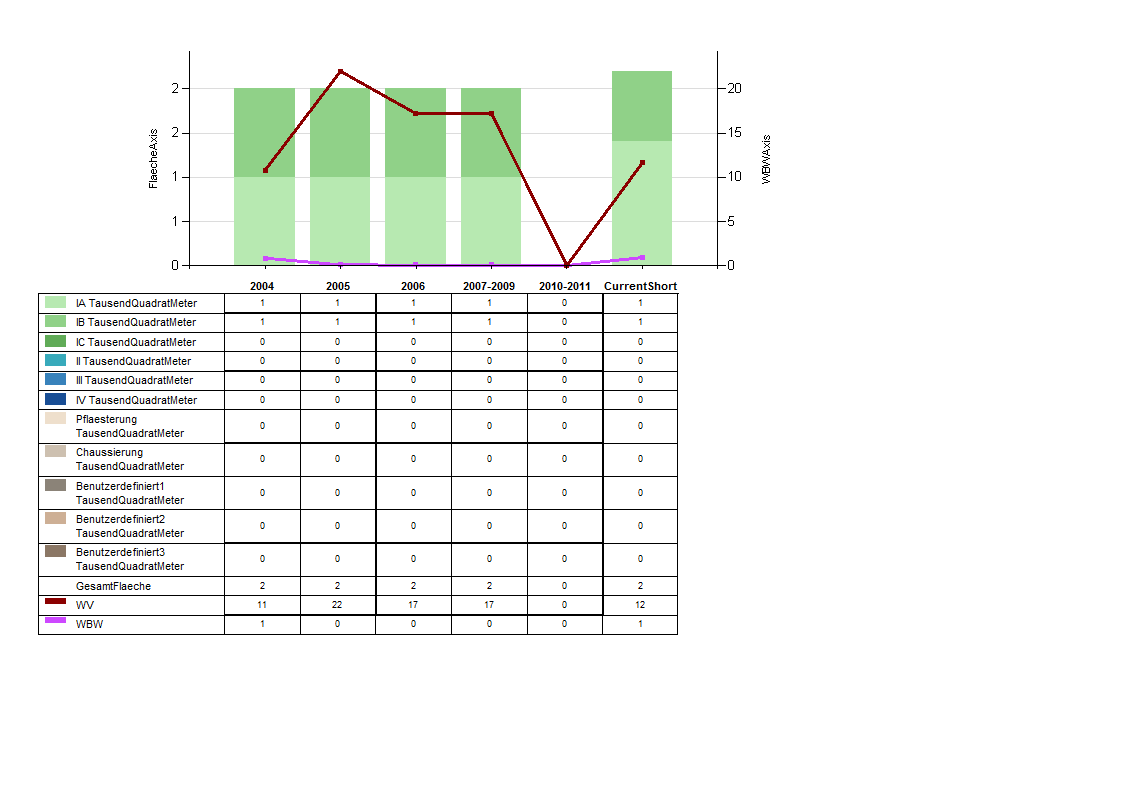 2
2
1
1
0
FlaecheAxis
20
15
10
5
0
WBWAxis
2004 2005 2006 2007-2009 2010-2011 CurrentShort
IA TausendQuadratMeter 1 1 1 1 0 1
IB TausendQuadratMeter 1 1 1 1 0 1
IC TausendQuadratMeter 0 0 0 0 0 0
II TausendQuadratMeter 0 0 0 0 0 0
III TausendQuadratMeter 0 0 0 0 0 0
IV TausendQuadratMeter 0 0 0 0 0 0
Pflaesterung
TausendQuadratMeter 0 0 0 0 0 0
Chaussierung
TausendQuadratMeter 0 0 0 0 0 0
Benutzerdefiniert1
TausendQuadratMeter 0 0 0 0 0 0
Benutzerdefiniert2
TausendQuadratMeter 0 0 0 0 0 0
Benutzerdefiniert3
TausendQuadratMeter 0 0 0 0 0 0
GesamtFlaeche 2 2 2 2 0 2
WV 11 22 17 17 0 12
WBW 1 0 0 0 0 1